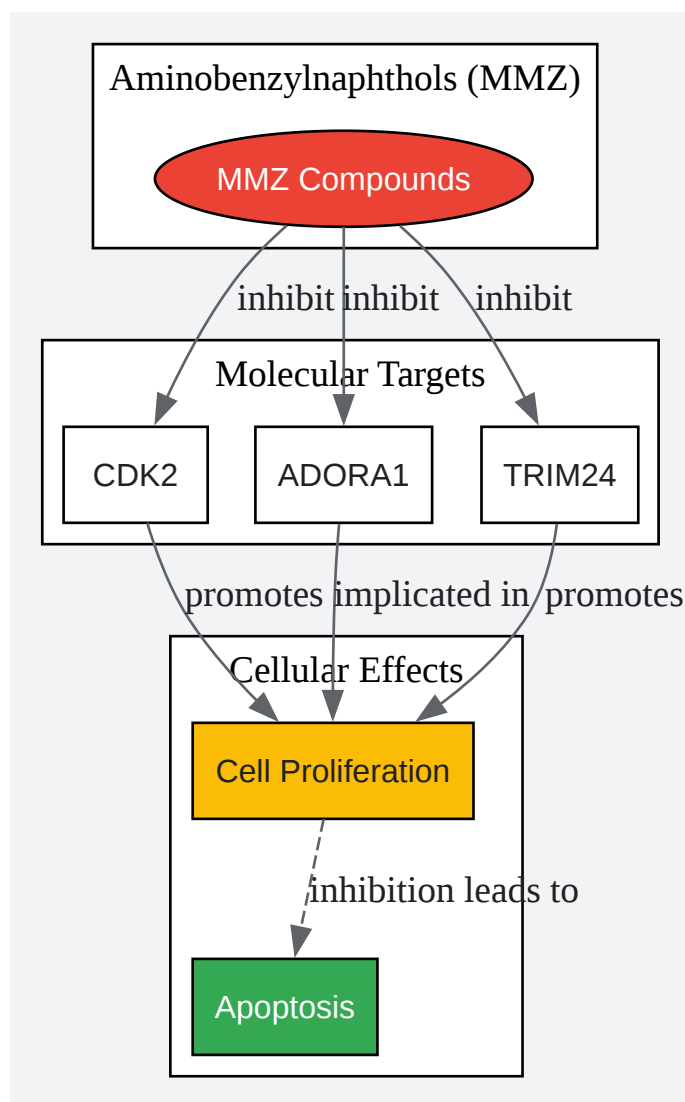 Aminobenzylnaphthols (MMZ)
MMZ Compounds
inhibit inhibit inhibit
Molecular Targets
CDK2 ADORA1 TRIM24
promotes implicated in promotes
Cellular Effects
Cell Proliferation
inhibition leads to
Apoptosis